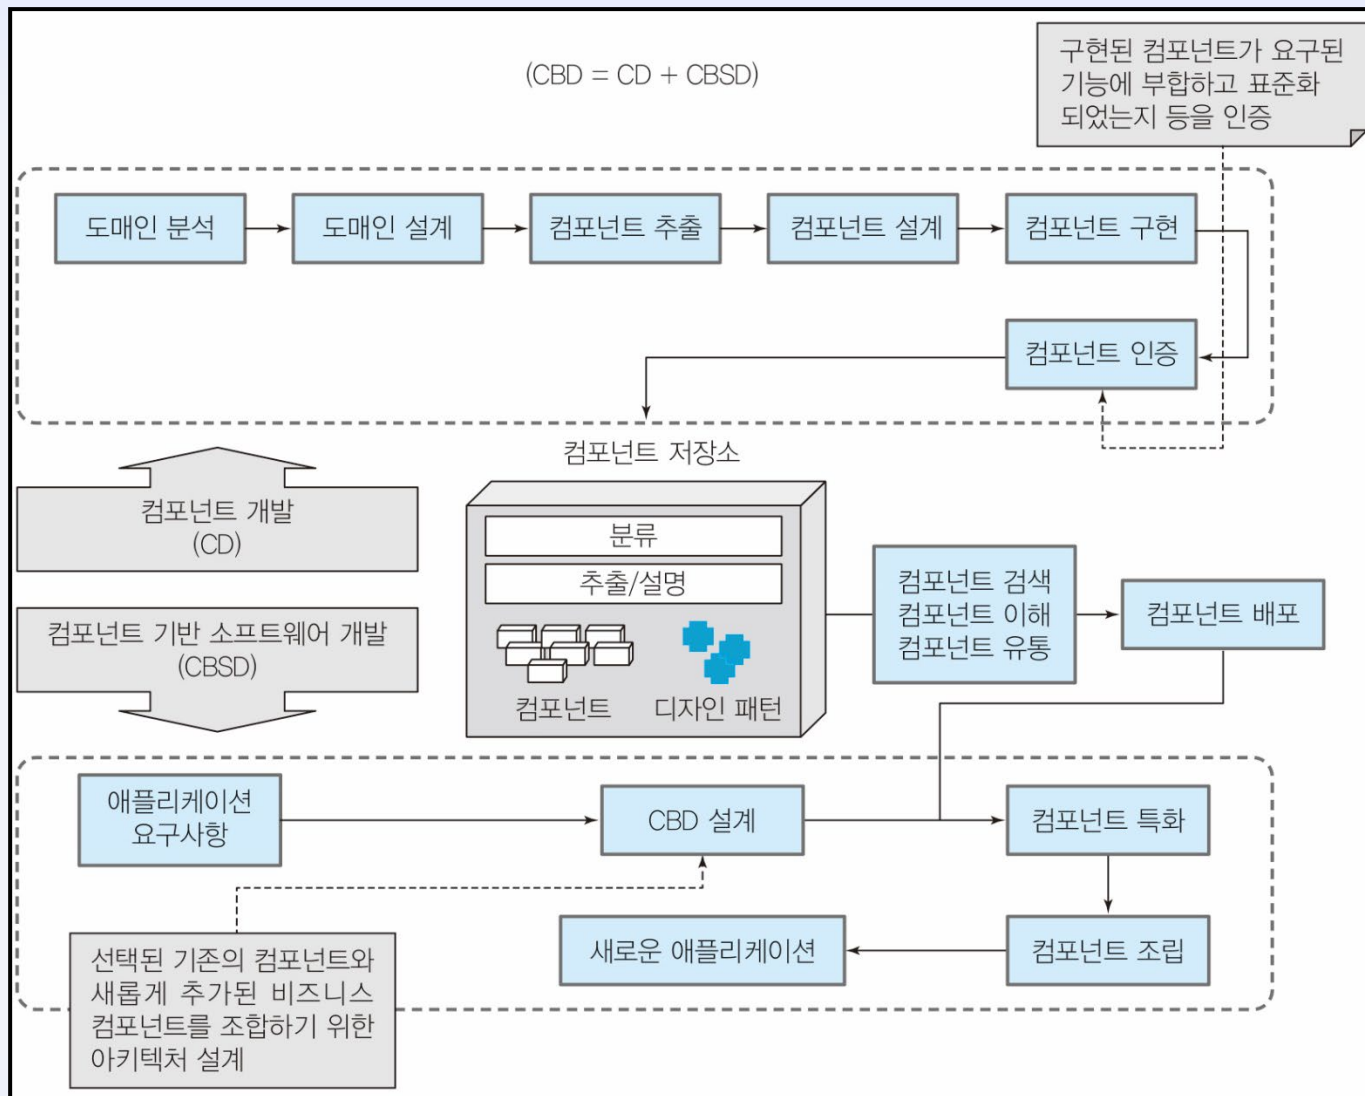 (CBD = CD + CBSD)
구현된 컴포넌트가 요구된
기능에 부합하고 표준화
되었는지 등을 인증
도매인 분석
도매인 설계
컴포넌트 추출
컴포넌트 설계
컴포넌트 구현
컴포넌트 인증
컴포넌트 저장소
컴포넌트 개발
(CD)
분류
추출/설명
컴포넌트
디자인 패턴
컴포넌트 검색
컴포넌트 이해
컴포넌트 유통
컴포넌트 배포
컴포넌트 기반 소프트웨어 개발
(CBSD)
애플리케이션
요구사항
CBD 설계
컴포넌트 특화
새로운 애플리케이션
컴포넌트 조립
선택된 기존의 컴포넌트와
새롭게 추가된 비즈니스
컴포넌트를 조합하기 위한
아키텍처 설계